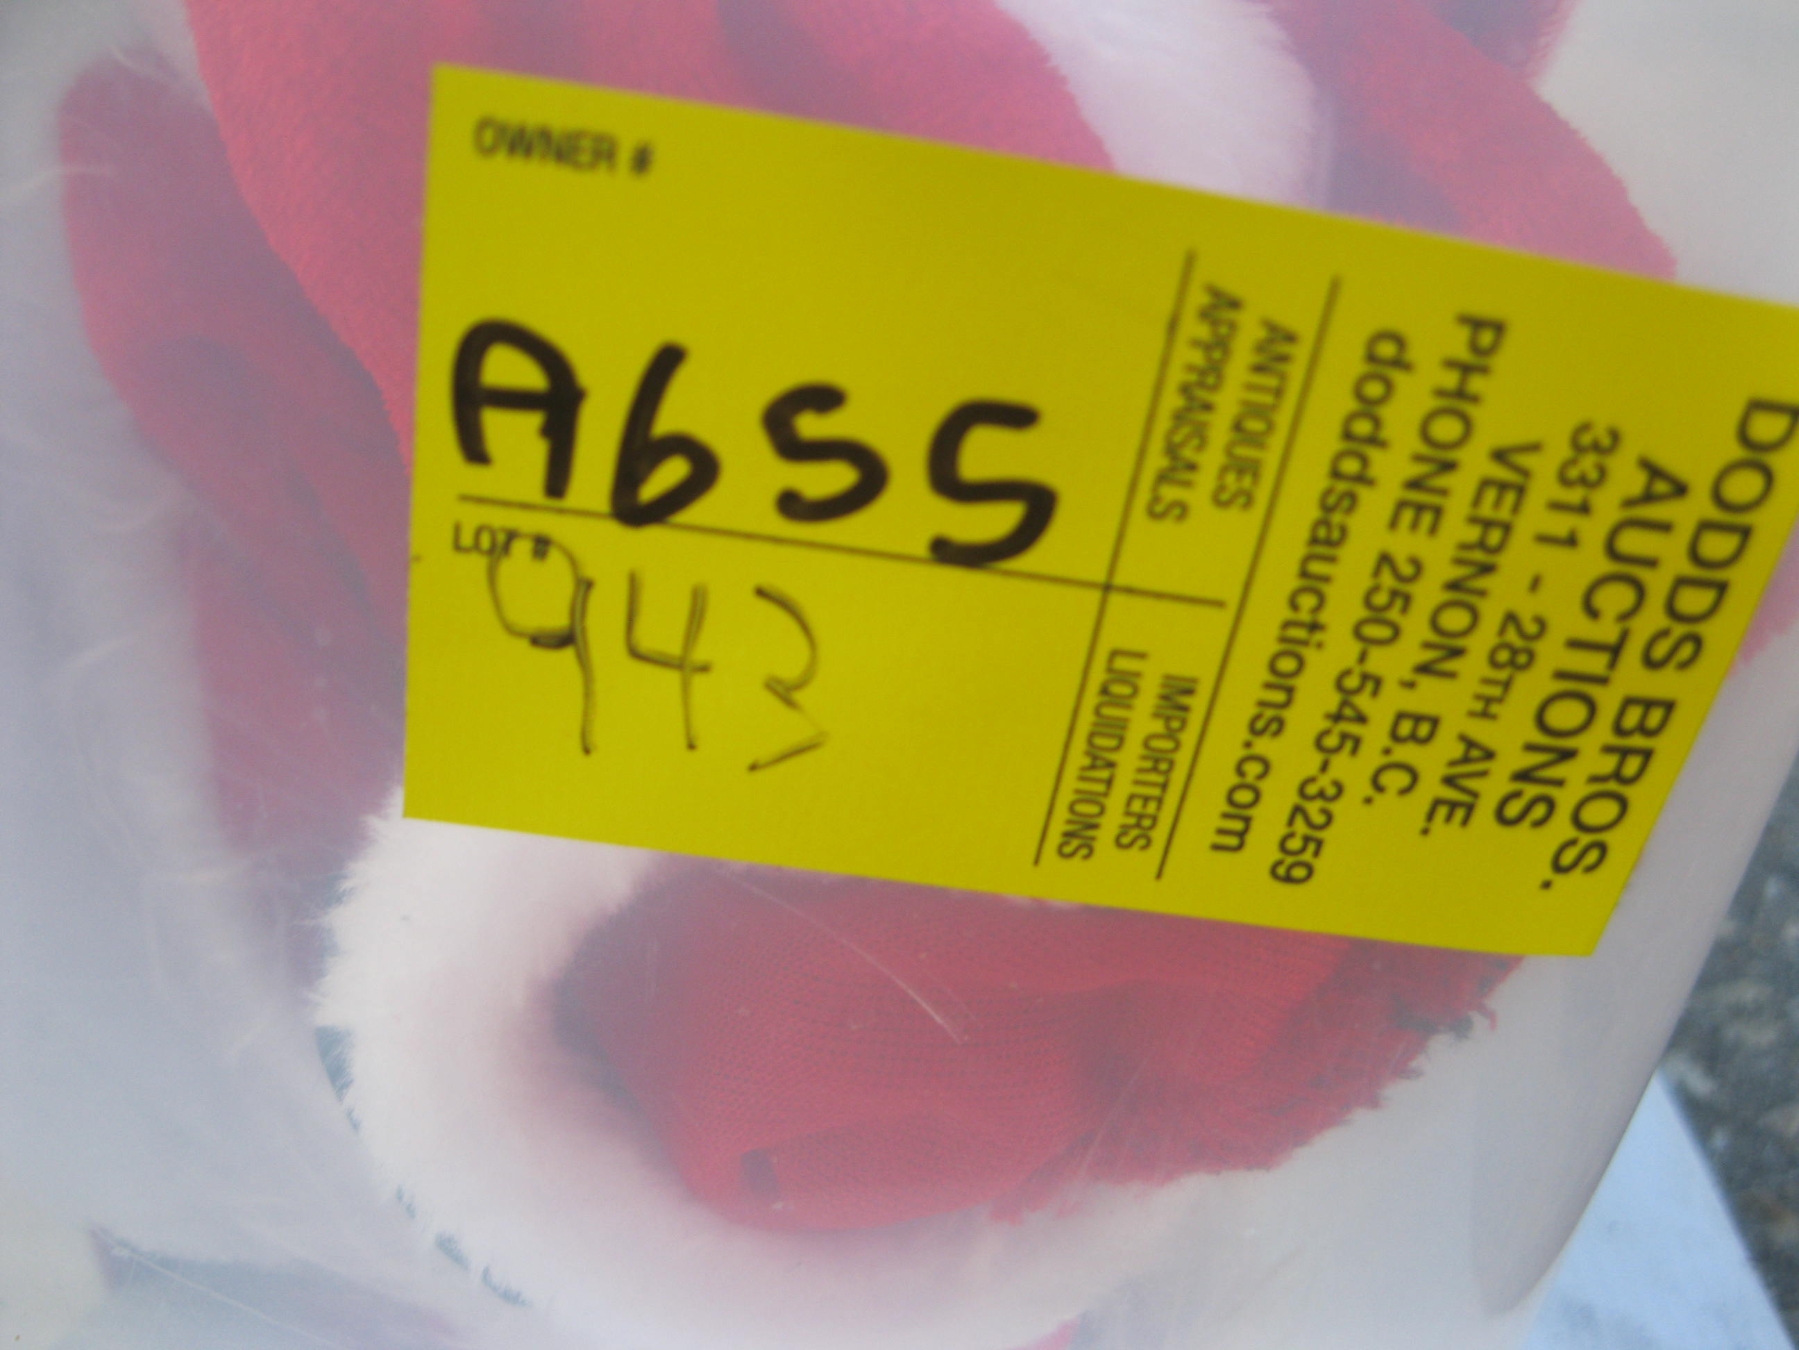 DODDS BROS.
AUCTIONS
3311 - 28TH AVE.
VERNON, B.C.
PHONE 250-545-3259
doddsauctions.com
ANTIQUES
APPRAISALS
IMPORTERS
LIQUIDATIONS
OWNER #
A655
LOT #
943